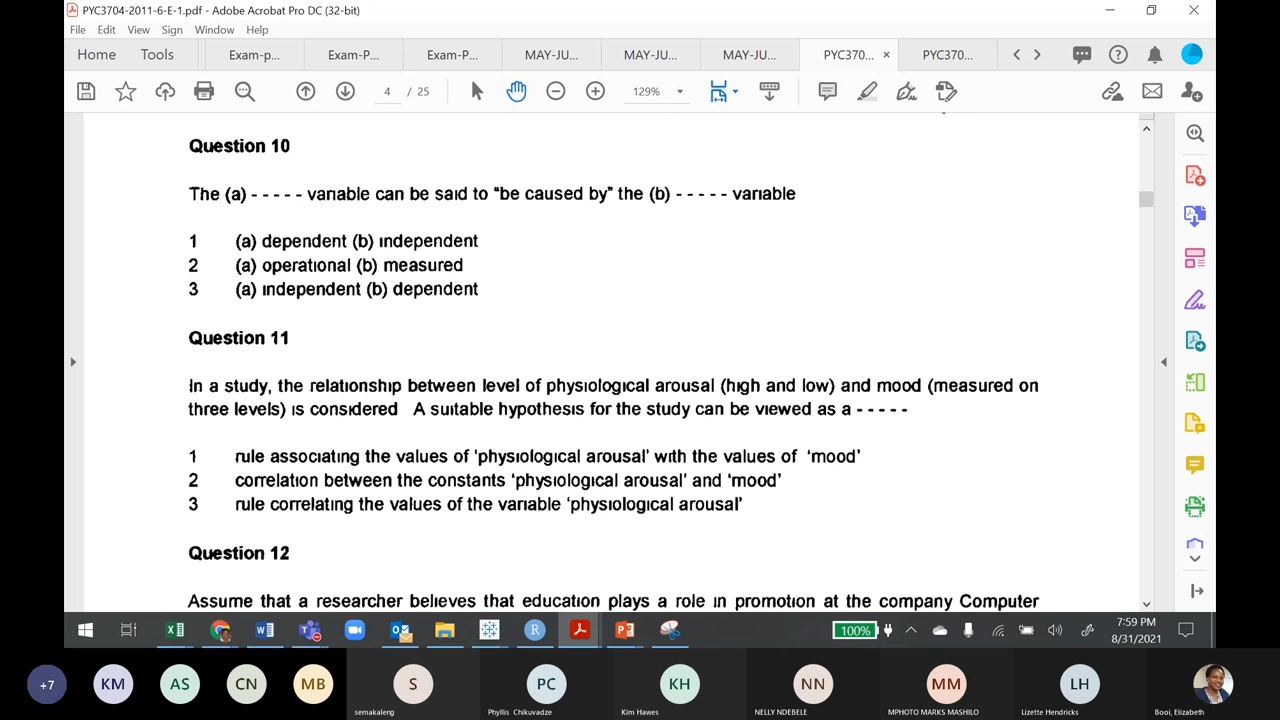 PYC3704-2011-6-E-1.pdf - Adobe Acrobat Pro DC (32-bit)
File Edit View Sign Window Help
Home Tools Exam-p... Exam-P... Exam-P... MAY-JU... MAY-JU... MAY-JU... PYC370... × PYC370...
4 / 25 129%
Question 10
The (a) - - - - - variable can be said to “be caused by” the (b) - - - - - variable
1 (a) dependent (b) independent
2 (a) operational (b) measured
3 (a) independent (b) dependent
Question 11
In a study, the relationship between level of physiological arousal (high and low) and mood (measured on
three levels) is considered A suitable hypothesis for the study can be viewed as a - - - - -
1 rule associating the values of ‘physiological arousal’ with the values of ‘mood’
2 correlation between the constants ‘physiological arousal’ and ‘mood’
3 rule correlating the values of the variable ‘physiological arousal’
Question 12
Assume that a researcher believes that education plays a role in promotion at the company Computer
100% 7:59 PM
8/31/2021
+7 KM AS CN MB S PC KH NN MM LH
semakaleng Phyllis Chikuvadze Kim Hawes NELLY NDEBELE MPHOTO MARKS MASHILO Lizette Hendricks Booi, Elizabeth